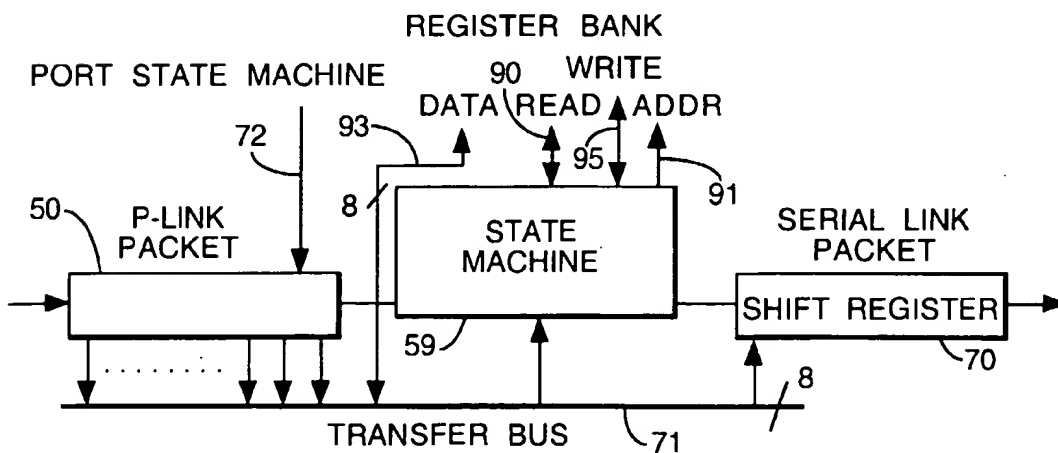 REGISTER BANK
PORT STATE MACHINE
90
WRITE
DATA READ ADDR
72
93
95
91
8
50
P-LINK
PACKET
STATE
MACHINE
SERIAL LINK
PACKET
SHIFT REGISTER
59
70
. . . . . . . .
8
TRANSFER BUS
71